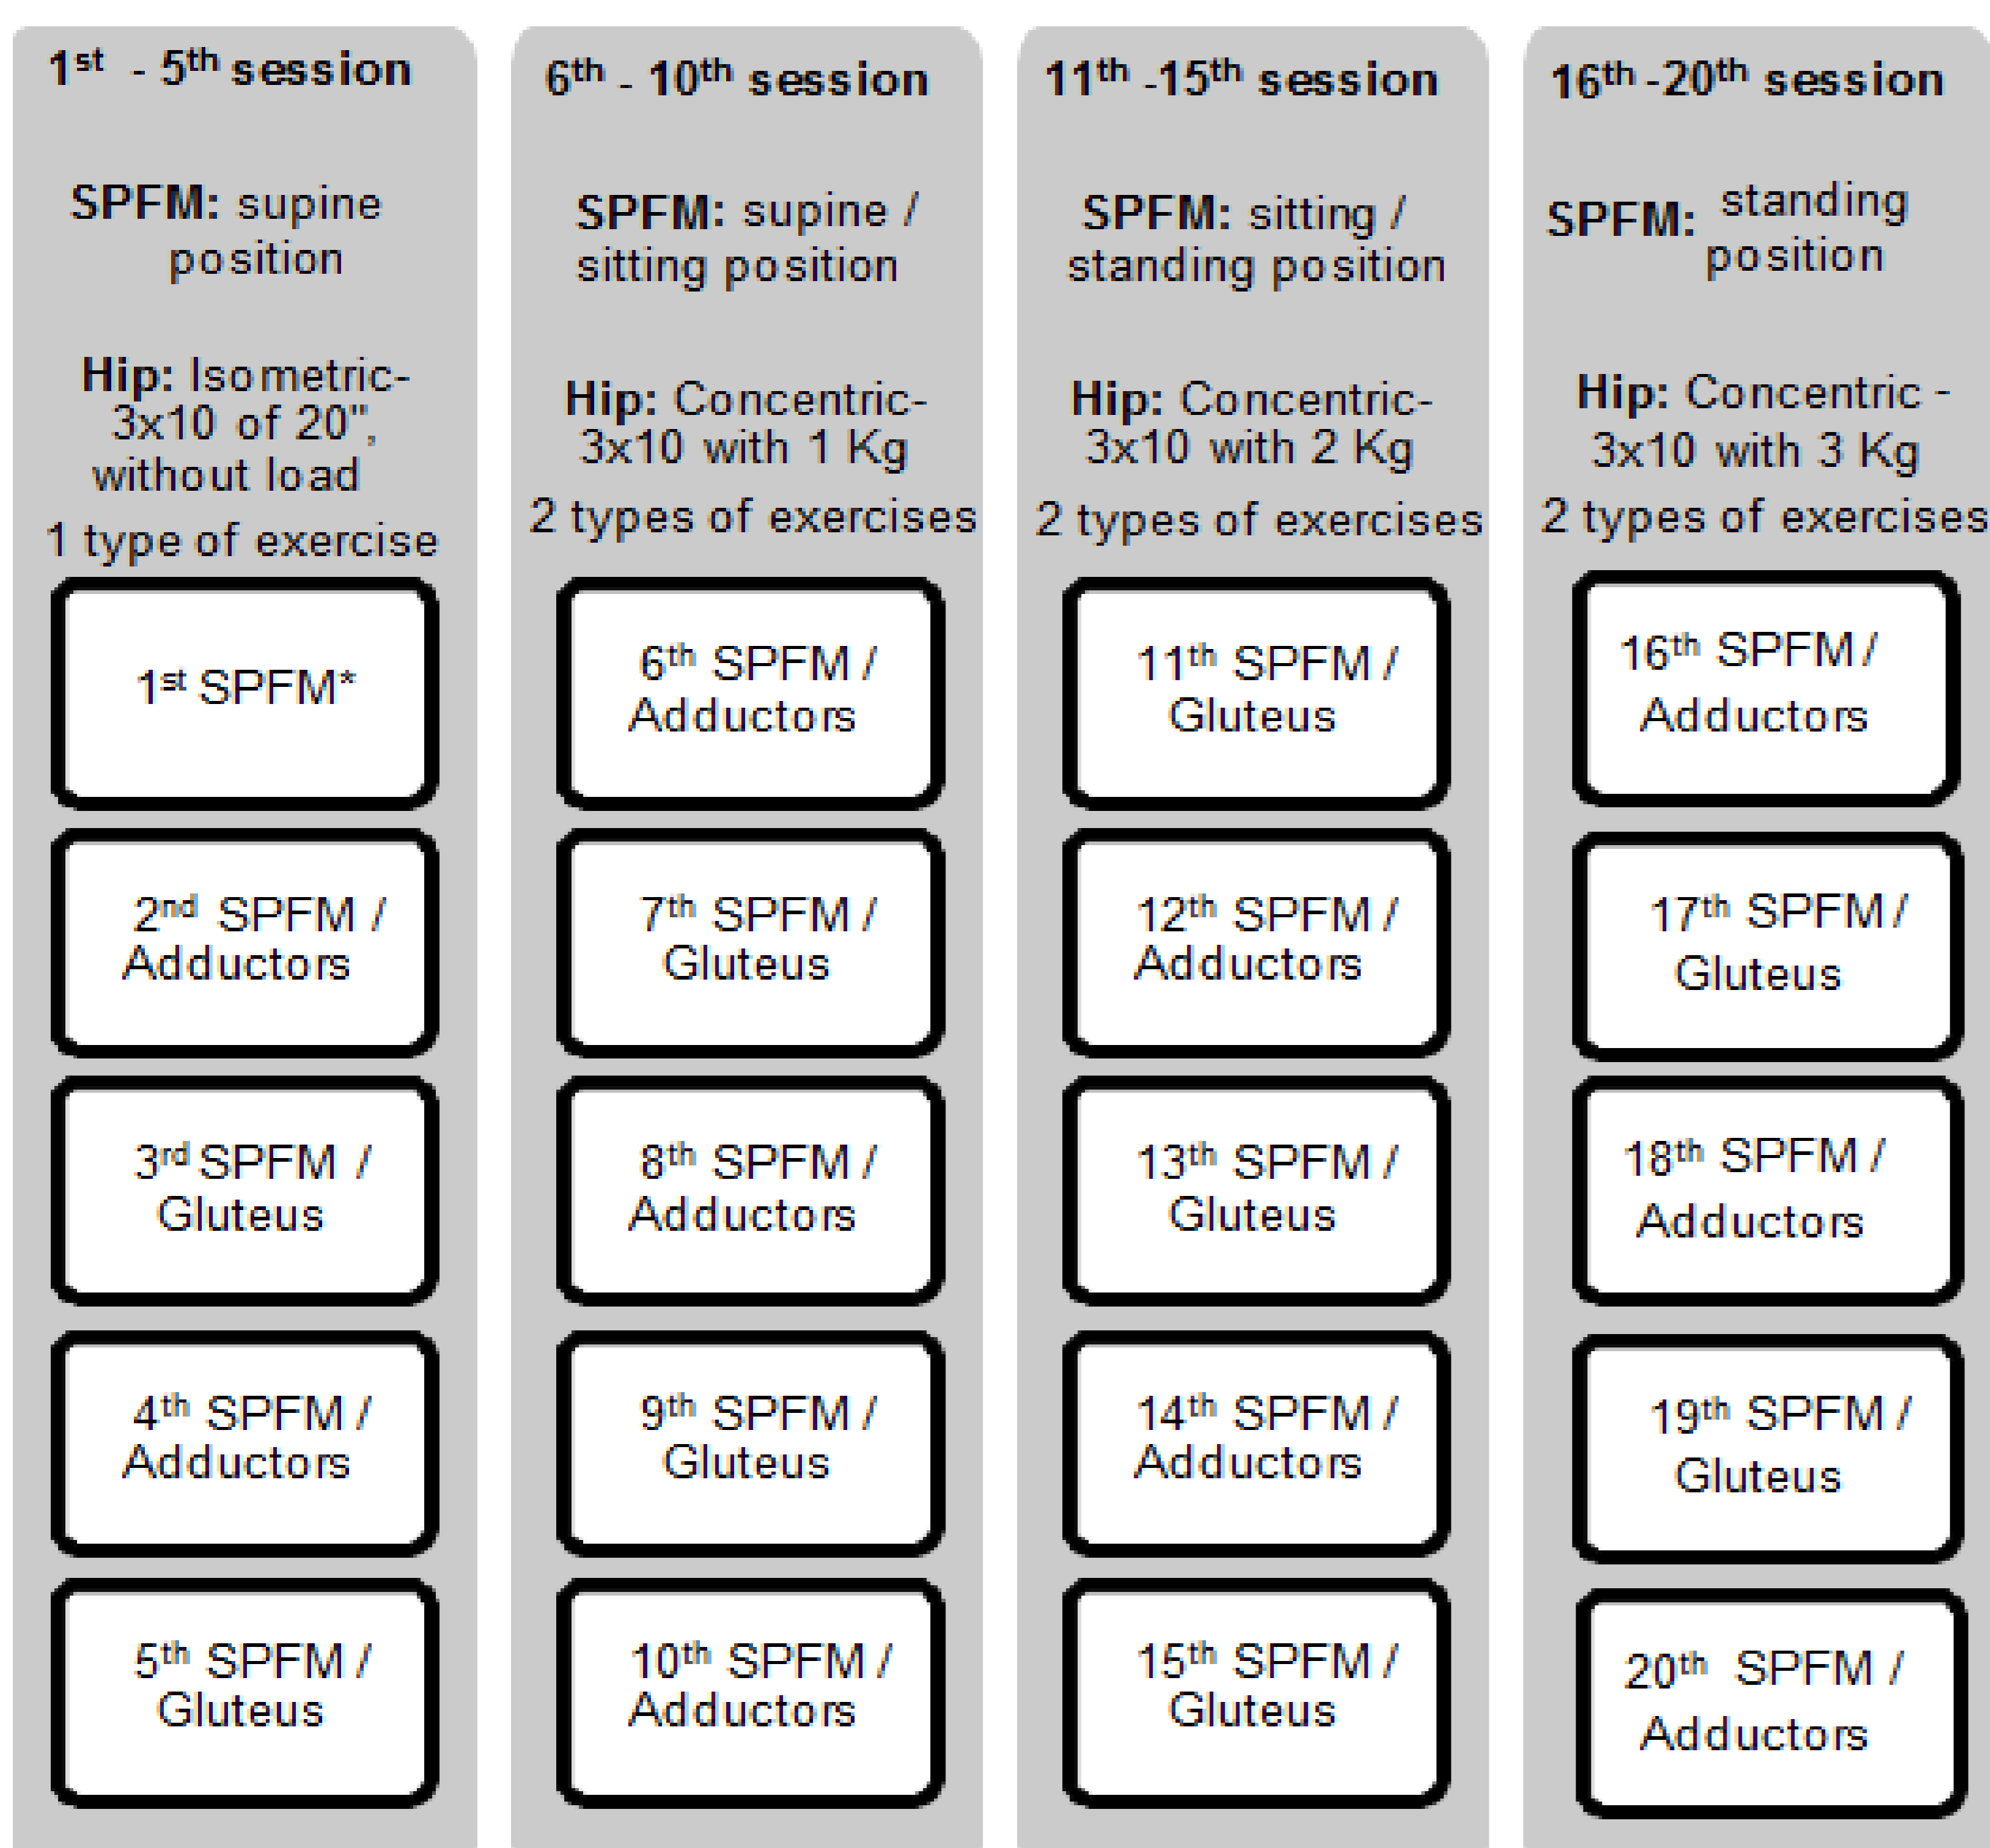 1st - 5th session
SPFM: supine
position
Hip: Isometric-
3x10 of 20",
without load
1 type of exercise
1st SPFM*
2nd SPFM /
Adductors
3rd SPFM /
Gluteus
4th SPFM /
Adductors
5th SPFM /
Gluteus
6th - 10th session
SPFM: supine /
sitting position
Hip: Concentric-
3x10 with 1 Kg
2 types of exercises
6th SPFM /
Adductors
7th SPFM /
Gluteus
8th SPFM /
Adductors
9th SPFM /
Gluteus
10th SPFM /
Adductors
11th -15th session
SPFM: sitting /
standing position
Hip: Concentric-
3x10 with 2 Kg
2 types of exercises
11th SPFM /
Gluteus
12th SPFM /
Adductors
13th SPFM /
Gluteus
14th SPFM /
Adductors
15th SPFM /
Gluteus
16th -20th session
SPFM: standing
position
Hip: Concentric -
3x10 with 3 Kg
2 types of exercises
16th SPFM /
Adductors
17th SPFM /
Gluteus
18th SPFM /
Adductors
19th SPFM /
Gluteus
20th SPFM /
Adductors